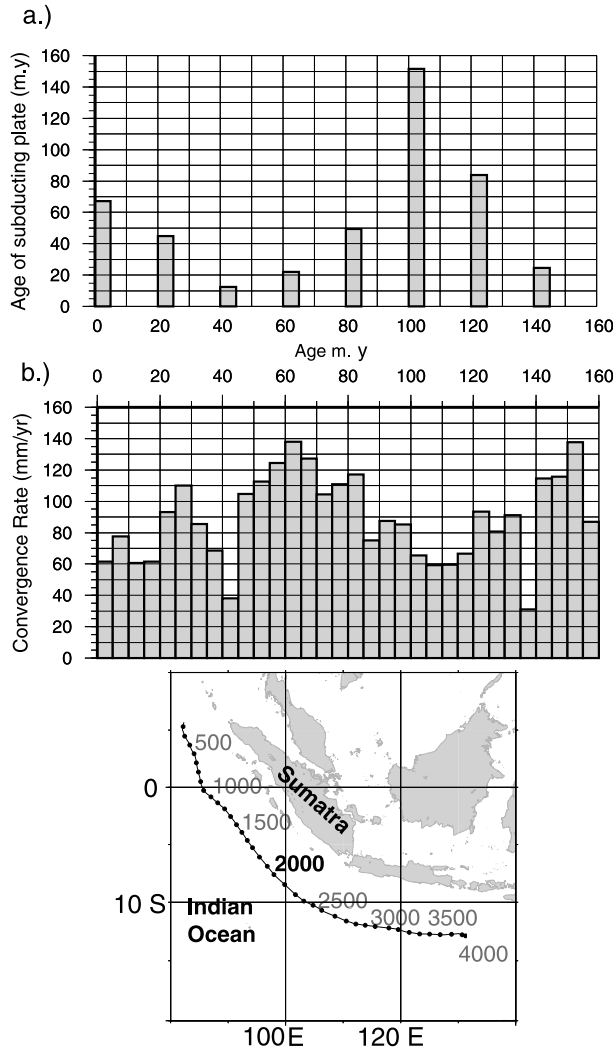 a.)
Age of subducting plate (m.y)
160
140
120
100
80
60
40
20
0
0 20 40 60 80 100 120 140 160
Age m. y
b.)
0 20 40 60 80 100 120 140 160
Convergence Rate (mm/yr)
160
140
120
100
80
60
40
20
0
500
0
1000
Sumatra
1500
2000
10 S
2500
Indian
Ocean
3000 3500
4000
100E 120 E